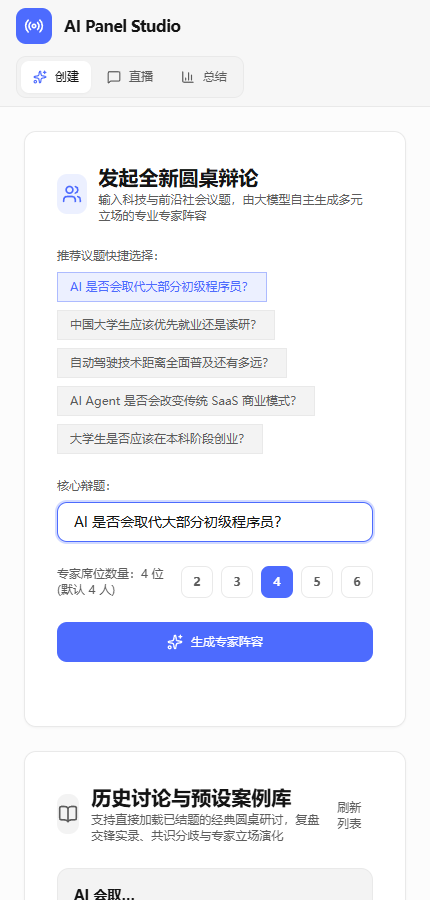 AI Panel Studio
创建
直播
总结
发起全新圆桌辩论
输入科技与前沿社会议题，由大模型自主生成多元
立场的专业专家阵容
推荐议题快捷选择：
AI 是否会取代大部分初级程序员？
中国大学生应该优先就业还是读研？
自动驾驶技术距离全面普及还有多远？
AI Agent 是否会改变传统 SaaS 商业模式？
大学生是否应该在本科阶段创业？
核心辩题：
AI 是否会取代大部分初级程序员？
专家席位数量：4 位
(默认 4 人)
2
3
4
5
6
生成专家阵容
历史讨论与预设案例库
支持直接加载已结题的经典圆桌研讨，复盘
交锋实录、共识分歧与专家立场演化
刷新
列表
AI 会取...